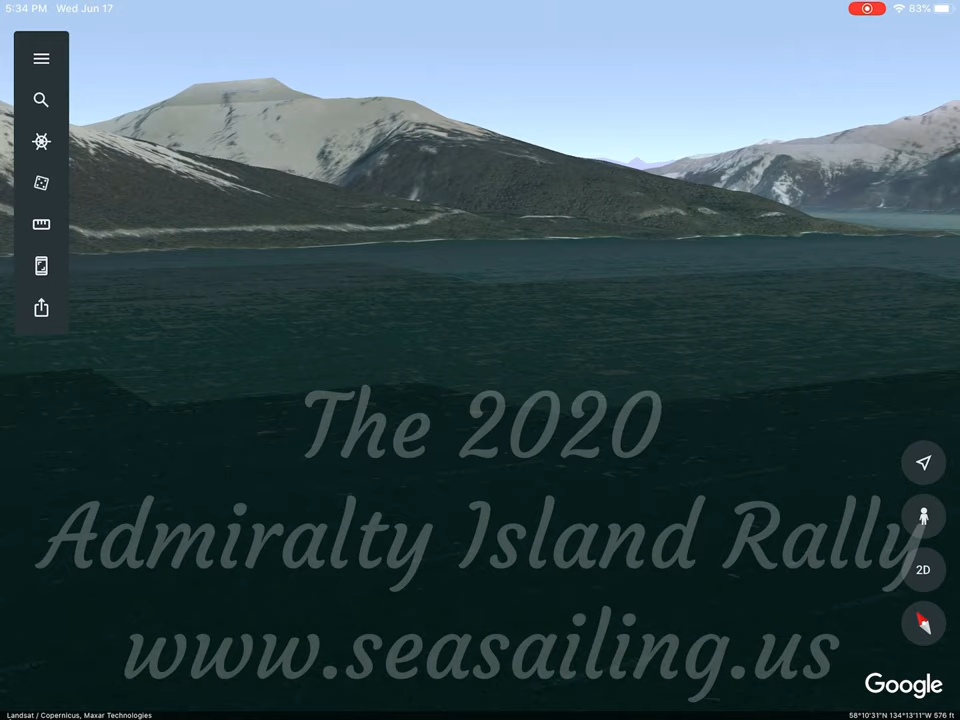 5:34 PM Wed Jun 17
83%
The 2020
Admiralty Island Rally
www.seasailing.us
2D
Google
Landsat / Copernicus, Maxar Technologies
58°10'31"N 134°13'11"W 576 ft